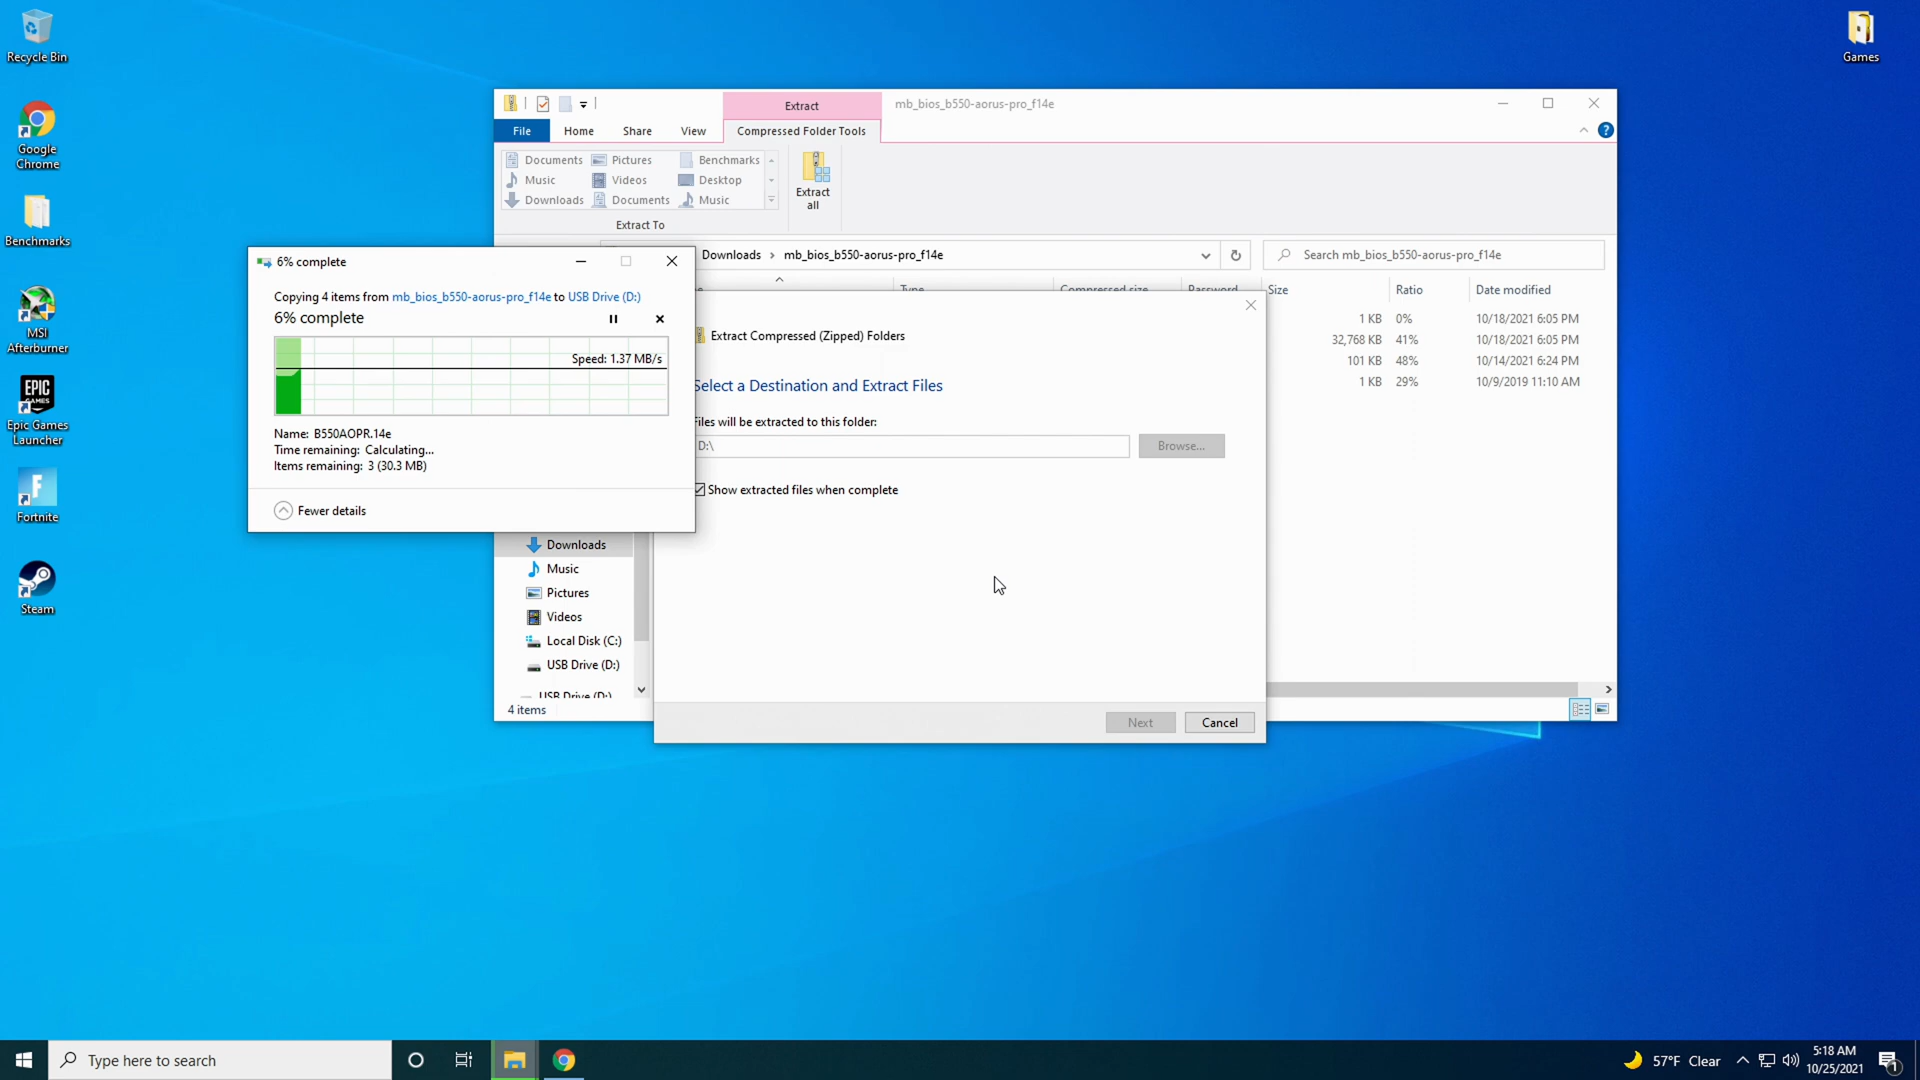 Recycle Bin
Google
Chrome
Benchmarks
MSI
Afterburner
EPIC
GAMES
Epic Games
Launcher
F
Fortnite
Steam
Games
Extract
mb_bios_b550-aorus-pro_f14e
File
Home
Share
View
Compressed Folder Tools
Documents
Pictures
Benchmarks
Music
Videos
Desktop
Downloads
Documents
Music
Extract
all
Extract To
Downloads > mb_bios_b550-aorus-pro_f14e
Search mb_bios_b550-aorus-pro_f14e
Type
Compressed size
Password
Size
Ratio
Date modified
1 KB 0% 10/18/2021 6:05 PM
32,768 KB 41% 10/18/2021 6:05 PM
101 KB 48% 10/14/2021 6:24 PM
1 KB 29% 10/9/2019 11:10 AM
6% complete
Copying 4 items from mb_bios_b550-aorus-pro_f14e to USB Drive (D:)
6% complete
Speed: 1.37 MB/s
Name: B550AOPR.14e
Time remaining: Calculating...
Items remaining: 3 (30.3 MB)
Fewer details
Extract Compressed (Zipped) Folders
Select a Destination and Extract Files
Files will be extracted to this folder:
D:\
Browse...
Show extracted files when complete
Next
Cancel
Downloads
Music
Pictures
Videos
Local Disk (C:)
USB Drive (D:)
USB Drive (D:)
4 items
Type here to search
57°F Clear
5:18 AM
10/25/2021
1